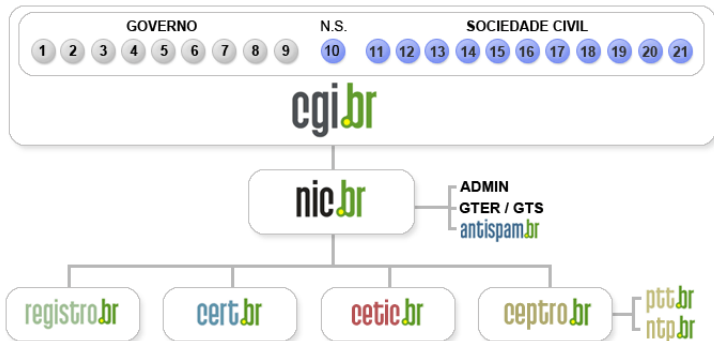 GOVERNO N.S. SOCIEDADE CIVIL
1 2 3 4 5 6 7 8 9 10 11 12 13 14 15 16 17 18 19 20 21
cgi.br
nic.br
ADMIN
GTER / GTS
antispam.br
registro.br cert.br cetic.br ceptro.br
ptt.br
ntp.br